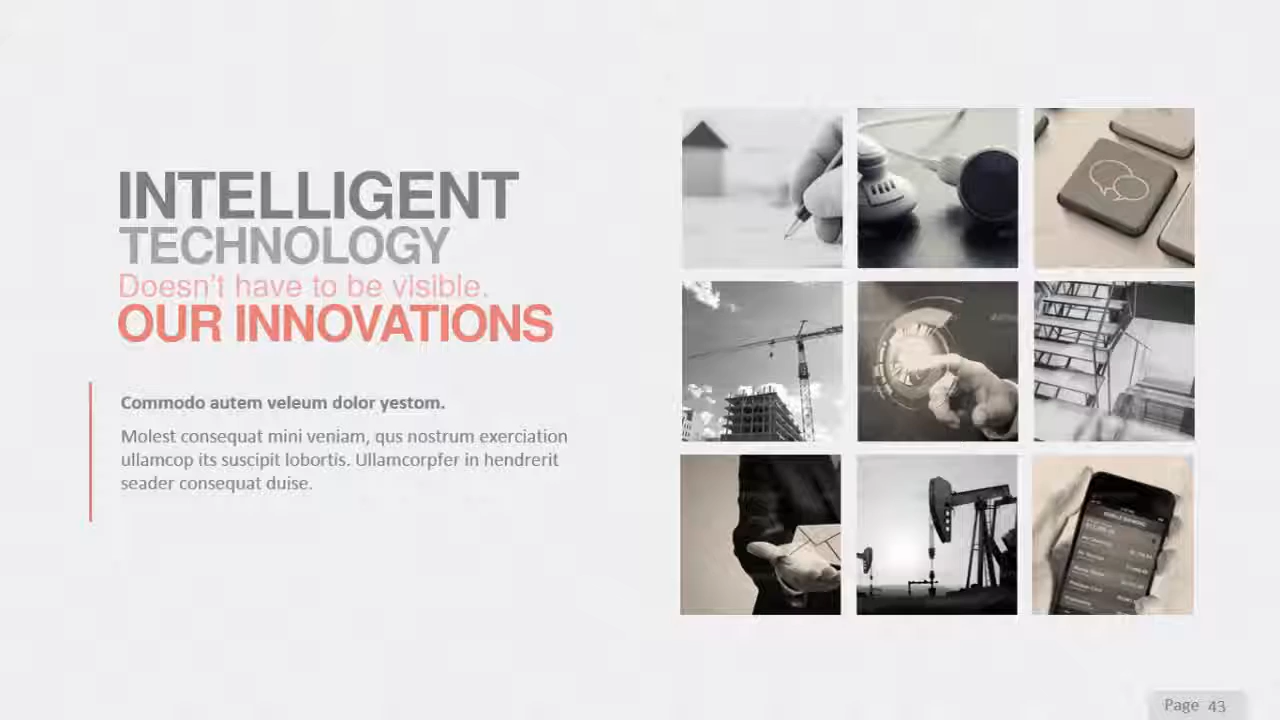 INTELLIGENT
TECHNOLOGY
Doesn't have to be visible.
OUR INNOVATIONS
Commodo autem veleum dolor yestom.
Molest consequat mini veniam, qus nostrum exerciation
ullamcop its suscipit lobortis. Ullamcorpfer in hendrerit
seader consequat duise.
Page 43